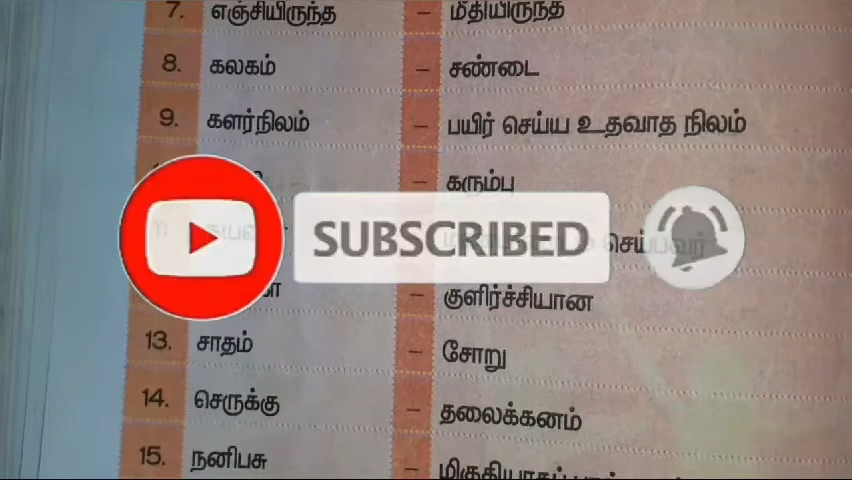 7. எஞ்சியிருந்த – மீதியிருந்த
8. கலகம் – சண்டை
9. களர்நிலம் – பயிர் செய்ய உதவாத நிலம்
– கரும்பு
SUBSCRIBED
செய்பவர்
– குளிர்ச்சியான
13. சாதம் – சோறு
14. செருக்கு – தலைக்கனம்
15. நனிபசு –